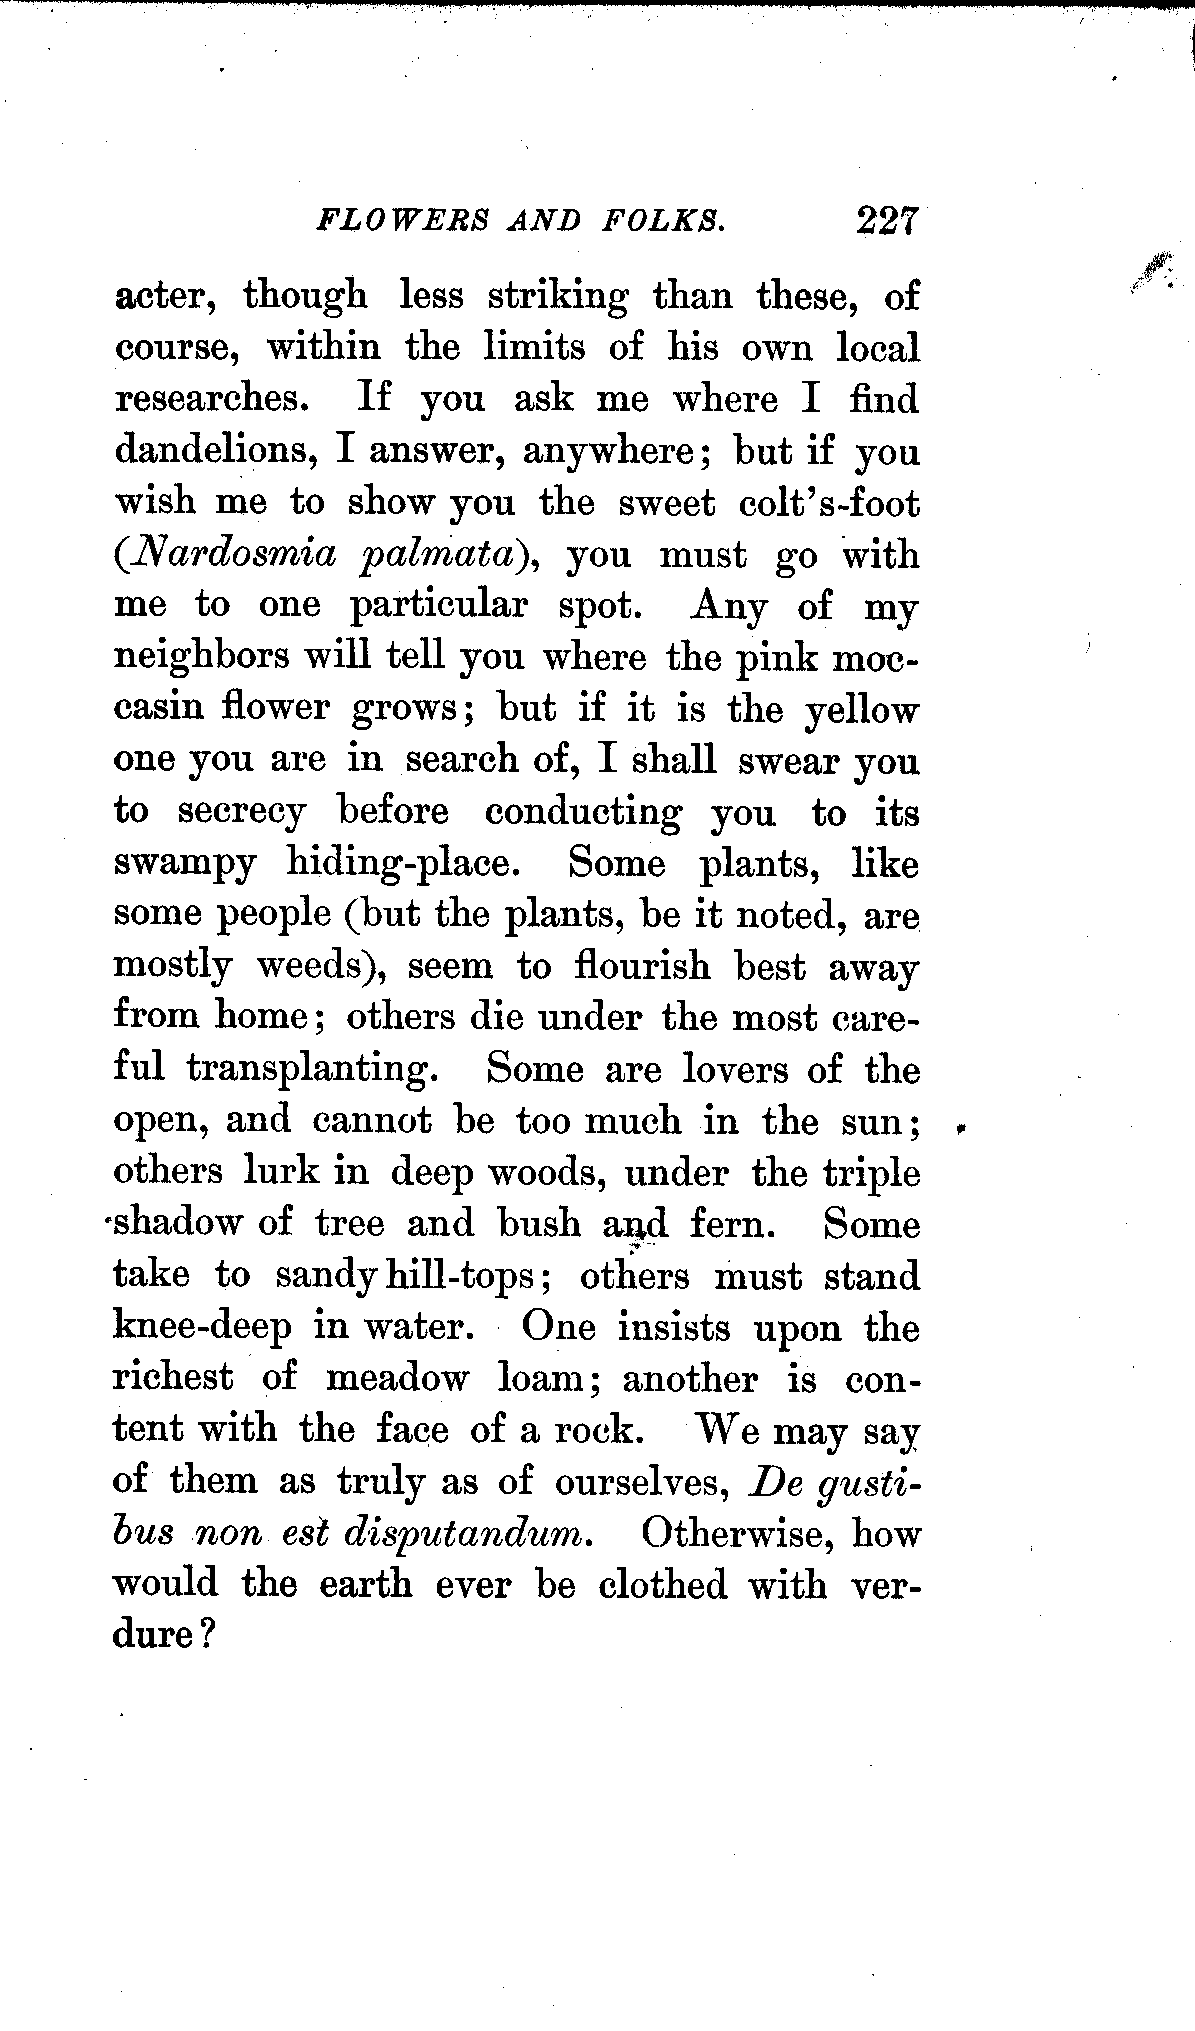 FLOWERS AND FOLKS. 227
acter, though less striking than these, of
course, within the limits of his own local
researches. If you ask me where I find
dandelions, I answer, anywhere; but if you
wish me to show you the sweet colt's-foot
(Nardosmia palmata), you must go with
me to one particular spot. Any of my
neighbors will tell you where the pink moc-
casin flower grows; but if it is the yellow
one you are in search of, I shall swear you
to secrecy before conducting you to its
swampy hiding-place. Some plants, like
some people (but the plants, be it noted, are
mostly weeds), seem to flourish best away
from home; others die under the most care-
ful transplanting. Some are lovers of the
open, and cannot be too much in the sun;
others lurk in deep woods, under the triple
shadow of tree and bush and fern. Some
take to sandy hill-tops; others must stand
knee-deep in water. One insists upon the
richest of meadow loam; another is con-
tent with the face of a rock. We may say
of them as truly as of ourselves, De gusti-
bus non est disputandum. Otherwise, how
would the earth ever be clothed with ver-
dure?